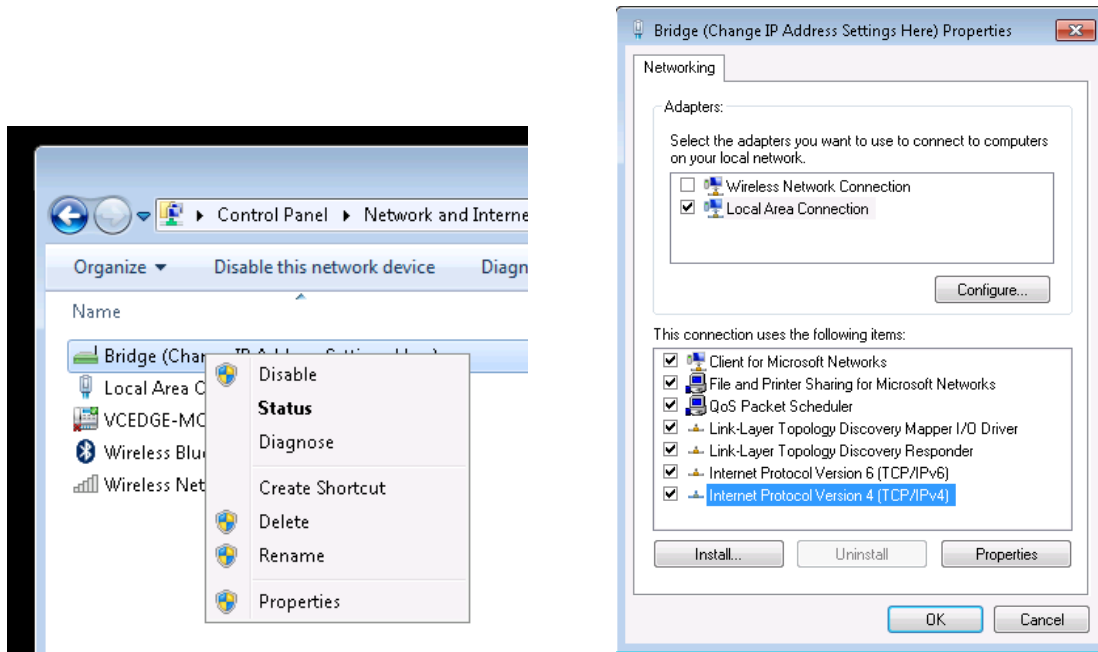 Control Panel Network and Interne
Organize Disable this network device Diagn
Name
Bridge (Char
Local Area C
VCEDGE-MC
Wireless Blu
Wireless Net
Disable
Status
Diagnose
Create Shortcut
Delete
Rename
Properties
Bridge (Change IP Address Settings Here) Properties
Networking
Adapters:
Select the adapters you want to use to connect to computers
on your local network.
Wireless Network Connection
Local Area Connection
Configure...
This connection uses the following items:
Client for Microsoft Networks
File and Printer Sharing for Microsoft Networks
QoS Packet Scheduler
Link-Layer Topology Discovery Mapper I/O Driver
Link-Layer Topology Discovery Responder
Internet Protocol Version 6 (TCP/IPv6)
Internet Protocol Version 4 (TCP/IPv4)
Install... Uninstall Properties
OK Cancel